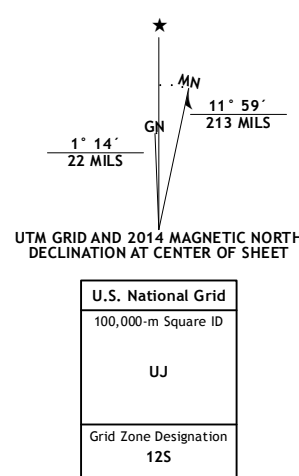 ★
MN
11° 59´
213 MILS
GN
1° 14´
22 MILS
UTM GRID AND 2014 MAGNETIC NORTH
DECLINATION AT CENTER OF SHEET
U.S. National Grid
100,000-m Square ID
UJ
Grid Zone Designation
12S